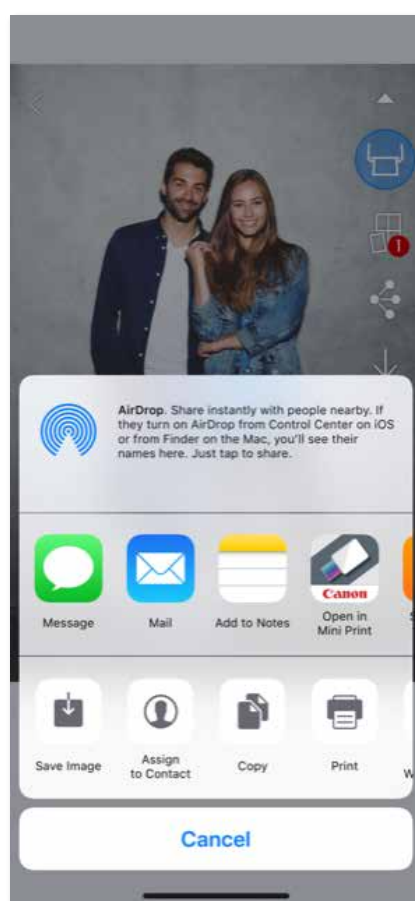 1
AirDrop. Share instantly with people nearby. If
they turn on AirDrop from Control Center on iOS
or from Finder on the Mac, you'll see their
names here. Just tap to share.
Canon
Message
Mail
Add to Notes
Open in
Mini Print
Save Image
Assign
to Contact
Copy
Print
Cancel